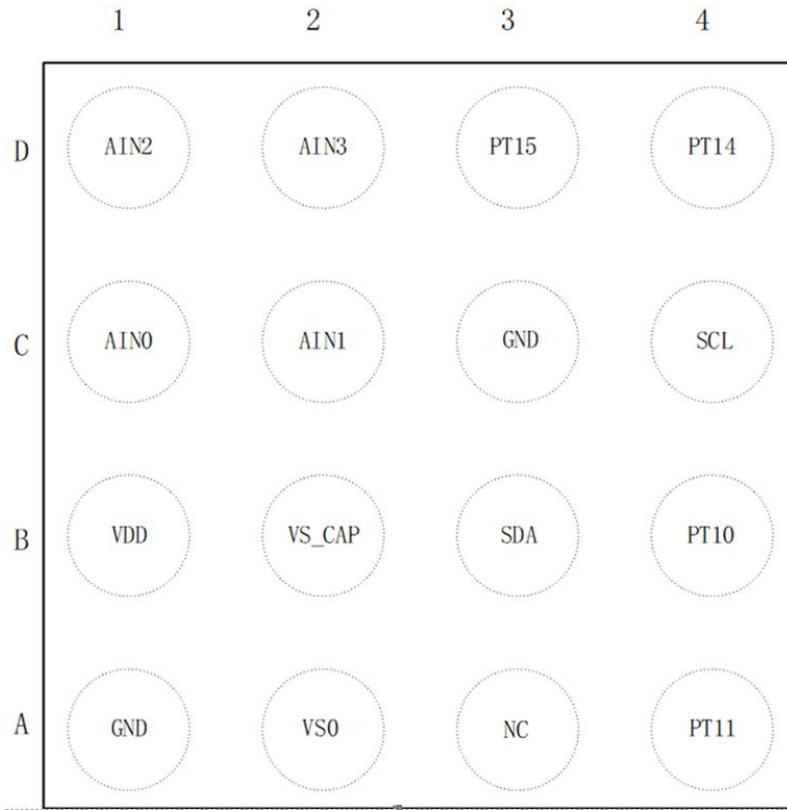 1 2 3 4
D AIN2 AIN3 PT15 PT14
C AIN0 AIN1 GND SCL
B VDD VS_CAP SDA PT10
A GND VS0 NC PT11